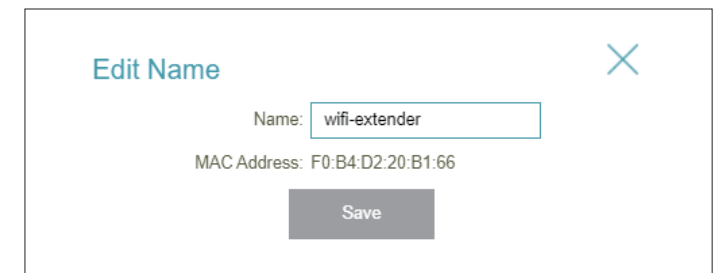 Edit Name
Name: wifi-extender
MAC Address: F0:B4:D2:20:B1:66
Save